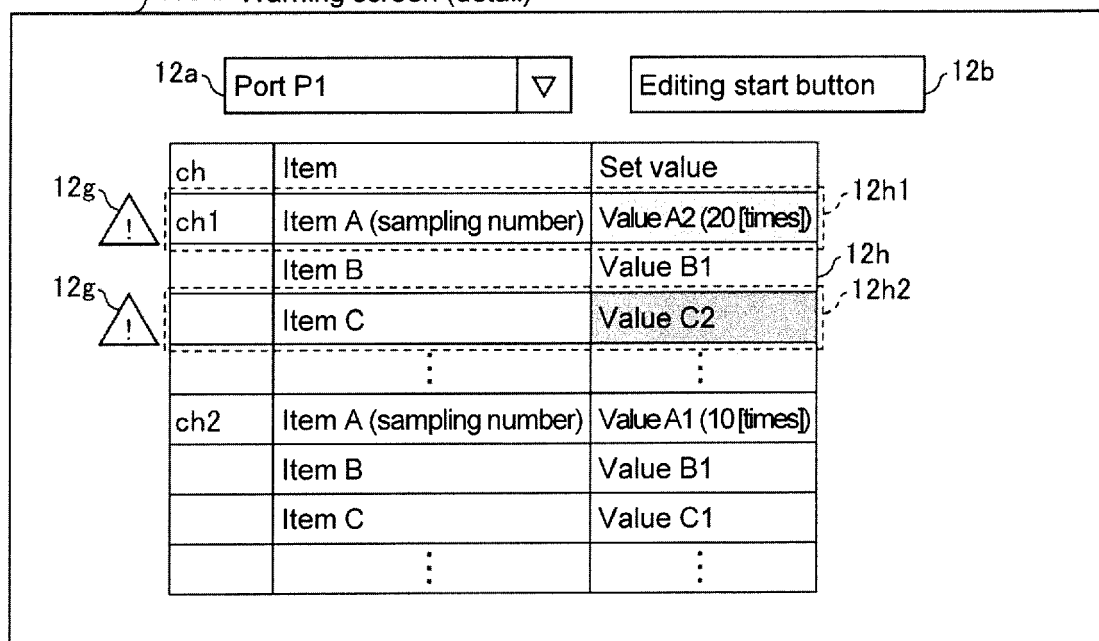 Warning screen (detail)
12a Port P1 ▽ Editing start button 12b
ch Item Set value
12g ! ch1 Item A (sampling number) Value A2 (20 [times]) 12h1
Item B Value B1 12h
12g ! Item C Value C2 12h2
⋮ ⋮
ch2 Item A (sampling number) Value A1 (10 [times])
Item B Value B1
Item C Value C1
⋮ ⋮